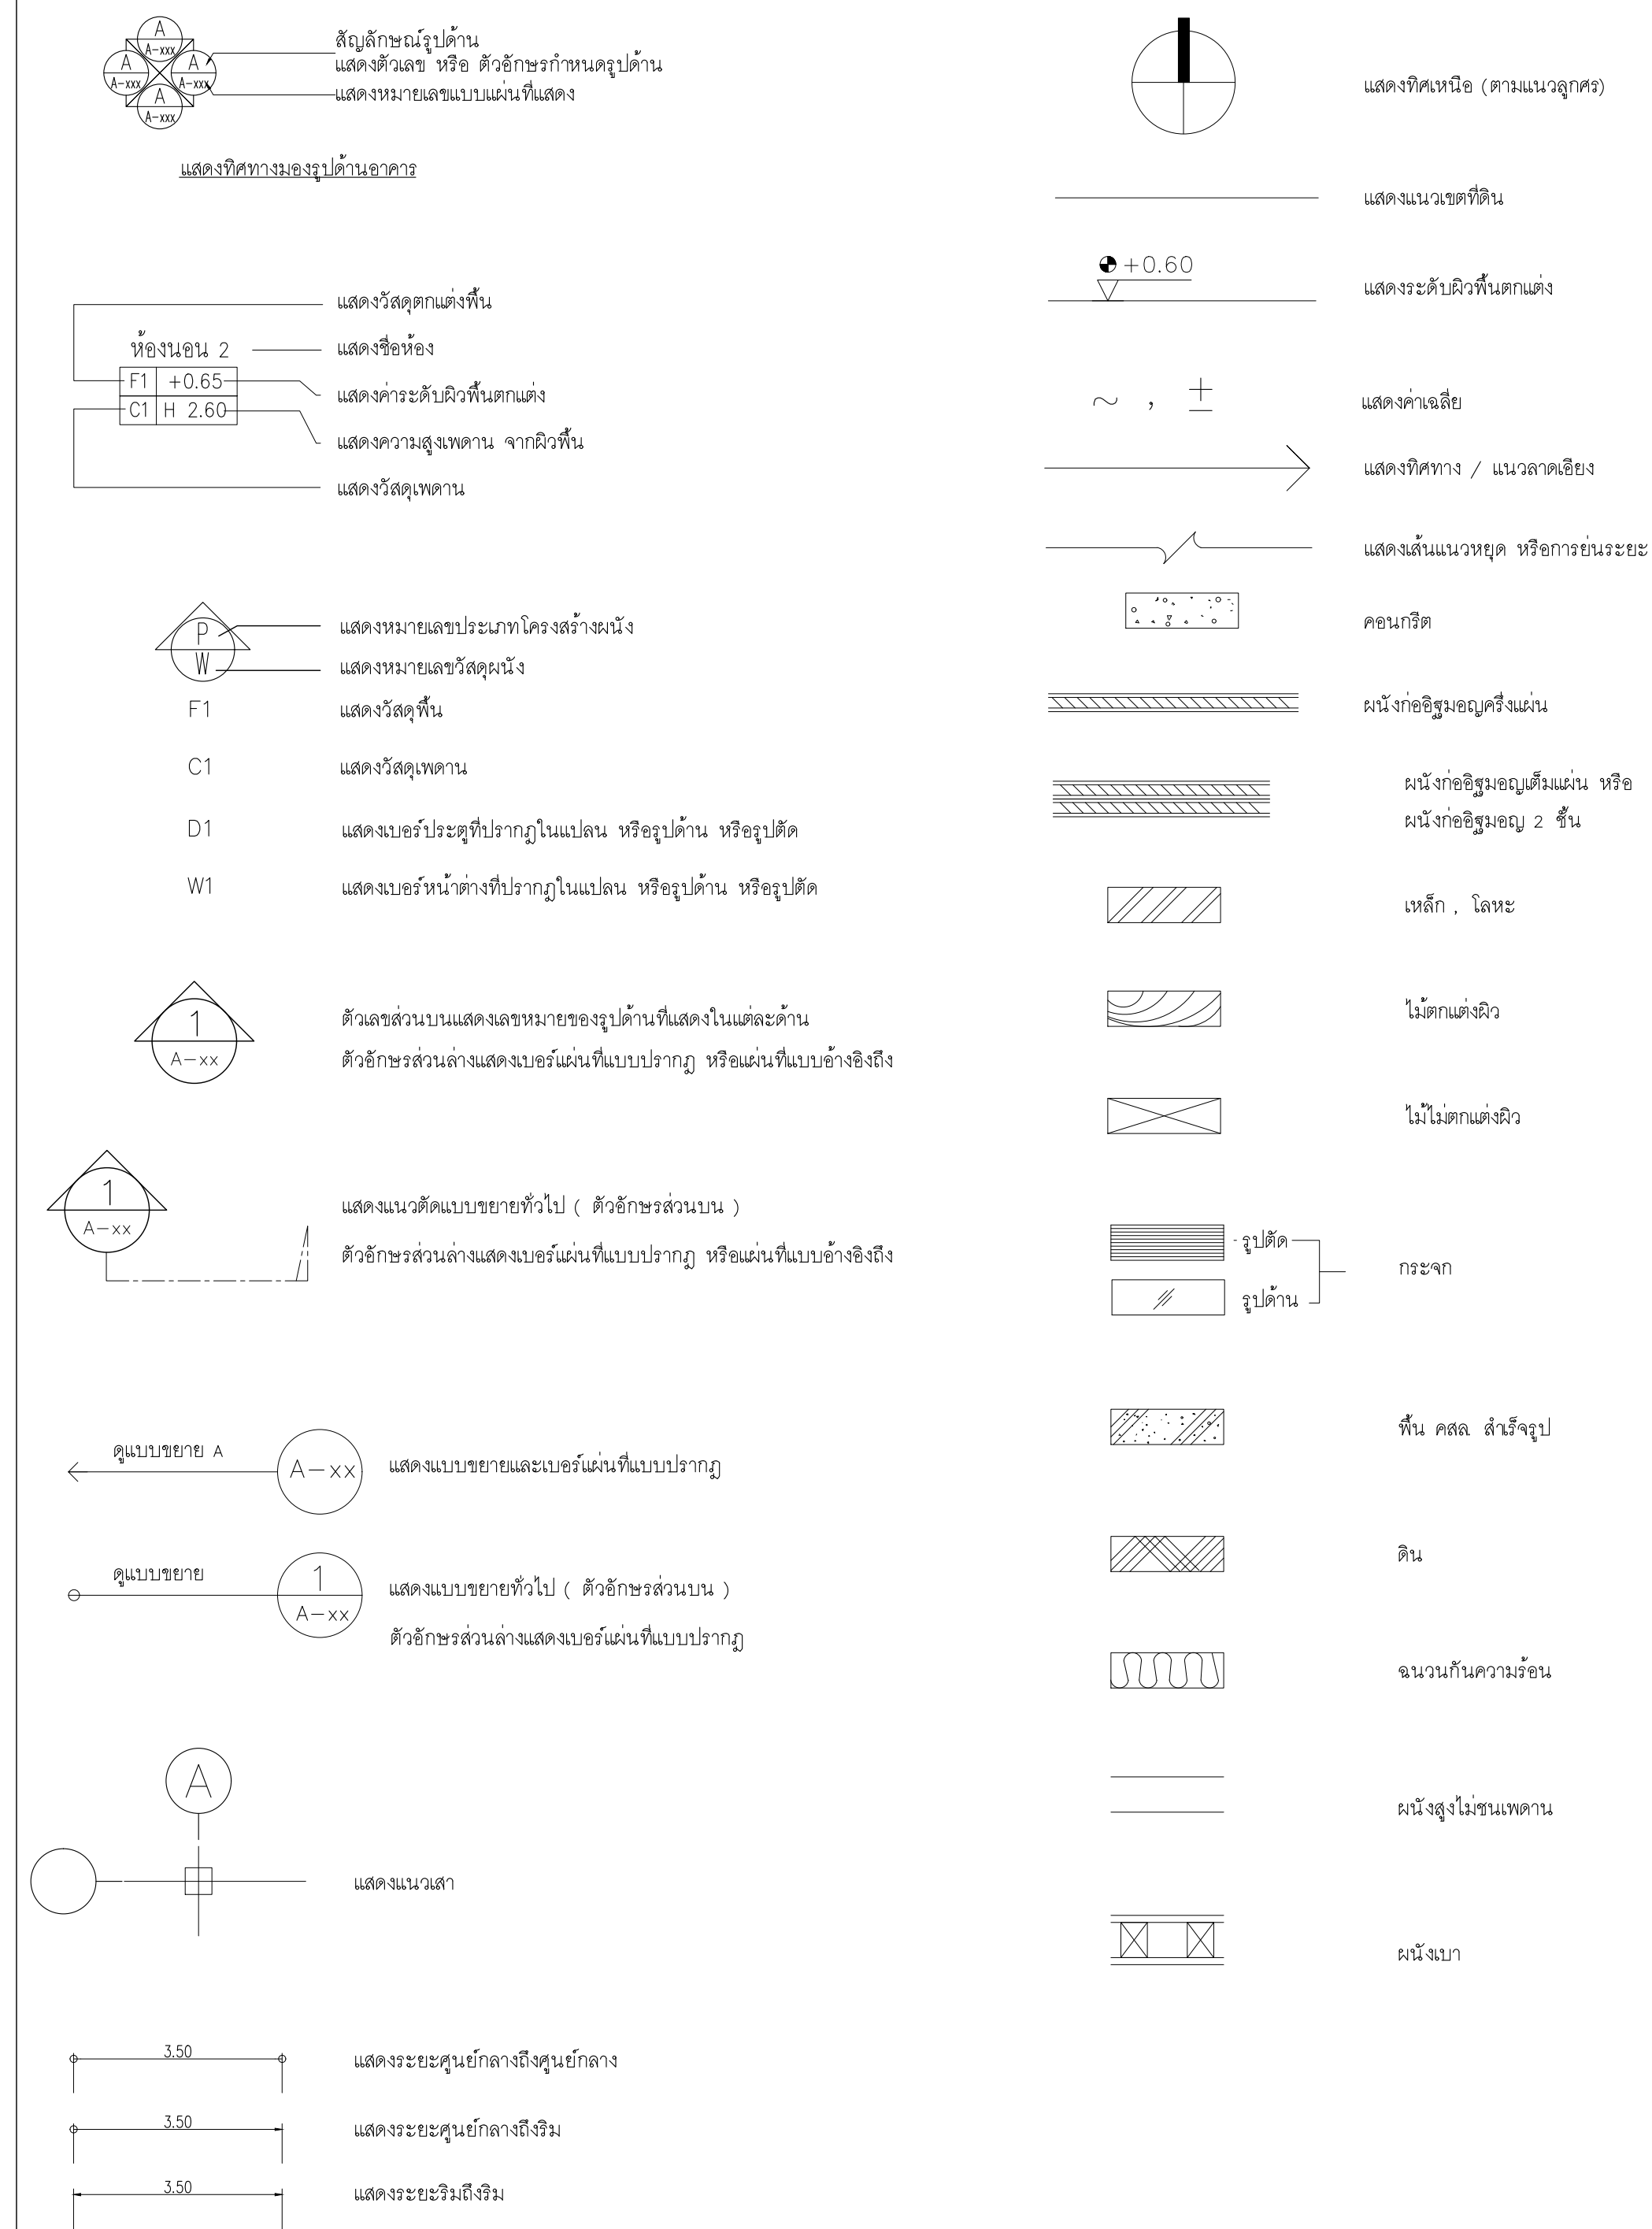 A
A-xxx
A
A-xxx
A
A-xxx
A
A-xxx
สัญลักษณ์รูปด้าน
แสดงตัวเลข หรือ ตัวอักษรกำหนดรูปด้าน
แสดงหมายเลขแบบแผ่นที่แสดง
แสดงทิศทางมองรูปด้านอาคาร
แสดงวัสดุตกแต่งพื้น
ห้องนอน 2
แสดงชื่อห้อง
F1 +0.65
แสดงค่าระดับผิวพื้นตกแต่ง
C1 H 2.60
แสดงความสูงเพดาน จากผิวพื้น
แสดงวัสดุเพดาน
P
แสดงหมายเลขประเภทโครงสร้างผนัง
W
แสดงหมายเลขวัสดุผนัง
F1 แสดงวัสดุพื้น
C1 แสดงวัสดุเพดาน
D1 แสดงเบอร์ประตูที่ปรากฎในแปลน หรือรูปด้าน หรือรูปตัด
W1 แสดงเบอร์หน้าต่างที่ปรากฎในแปลน หรือรูปด้าน หรือรูปตัด
1
A-xx
ตัวเลขส่วนบนแสดงเลขหมายของรูปด้านที่แสดงในแต่ละด้าน
ตัวอักษรส่วนล่างแสดงเบอร์แผ่นที่แบบปรากฎ หรือแผ่นที่แบบอ้างอิงถึง
1
A-xx
แสดงแนวตัดแบบขยายทั่วไป ( ตัวอักษรส่วนบน )
ตัวอักษรส่วนล่างแสดงเบอร์แผ่นที่แบบปรากฎ หรือแผ่นที่แบบอ้างอิงถึง
ดูแบบขยาย A
A-xx
แสดงแบบขยายและเบอร์แผ่นที่แบบปรากฎ
ดูแบบขยาย
1
A-xx
แสดงแบบขยายทั่วไป ( ตัวอักษรส่วนบน )
ตัวอักษรส่วนล่างแสดงเบอร์แผ่นที่แบบปรากฎ
A
แสดงแนวเสา
3.50
แสดงระยะศูนย์กลางถึงศูนย์กลาง
3.50
แสดงระยะศูนย์กลางถึงริม
3.50
แสดงระยะริมถึงริม
แสดงทิศเหนือ (ตามแนวลูกศร)
แสดงแนวเขตที่ดิน
+0.60
แสดงระดับผิวพื้นตกแต่ง
~ , ±
แสดงค่าเฉลี่ย
แสดงทิศทาง / แนวลาดเอียง
แสดงเส้นแนวหยุด หรือการย่นระยะ
คอนกรีต
ผนังก่ออิฐมอญครึ่งแผ่น
ผนังก่ออิฐมอญเต็มแผ่น หรือ
ผนังก่ออิฐมอญ 2 ชั้น
เหล็ก , โลหะ
ไม้ตกแต่งผิว
ไม้ไม่ตกแต่งผิว
รูปตัด
กระจก
รูปด้าน
พื้น คสล. สำเร็จรูป
ดิน
ฉนวนกันความร้อน
ผนังสูงไม่ชนเพดาน
ผนังเบา